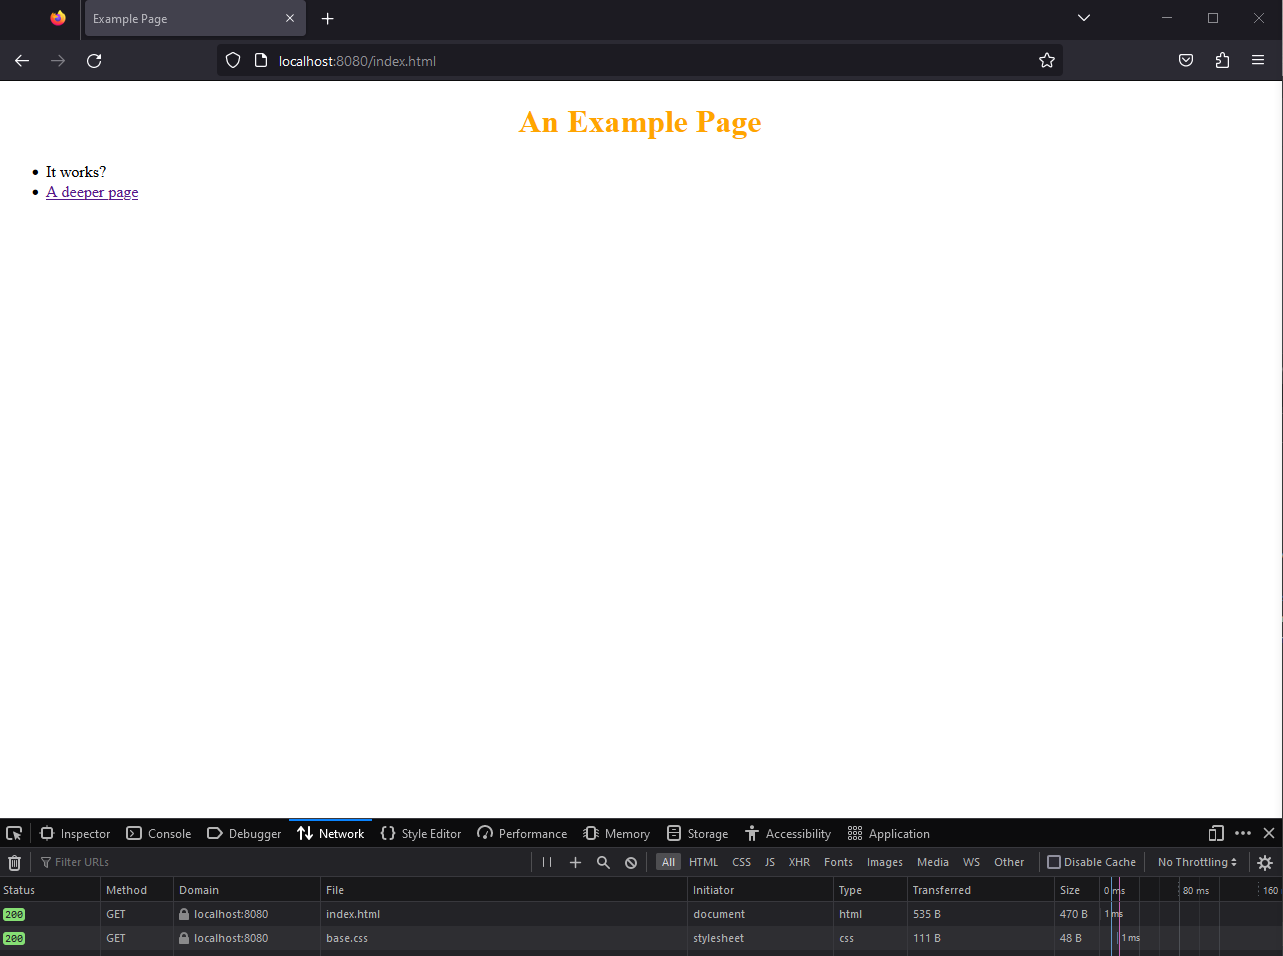 Example Page
localhost:8080/index.html
An Example Page
It works?
A deeper page
Inspector Console Debugger Network Style Editor Performance Memory Storage Accessibility Application
Filter URLs All HTML CSS JS XHR Fonts Images Media WS Other Disable Cache No Throttling
Status Method Domain File Initiator Type Transferred Size 0 ms 80 ms 160
200 GET localhost:8080 index.html document html 535 B 470 B 1 ms
200 GET localhost:8080 base.css stylesheet css 111 B 48 B 1 ms